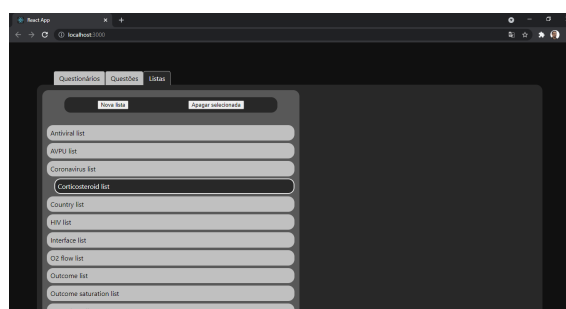 React App
localhost:3000
Questionários Questões Listas
Nova lista Apagar selecionada
Antiviral list
AVPU list
Coronavirus list
Corticosteroid list
Country list
HIV list
Interface list
O2 flow list
Outcome list
Outcome saturation list